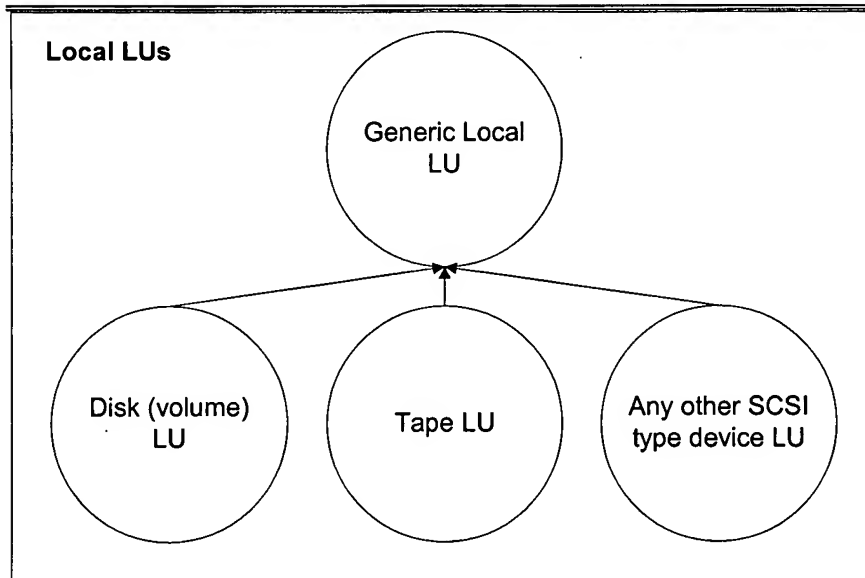 Local LUs
Generic Local
LU
Disk (volume)
LU
Tape LU
Any other SCSI
type device LU